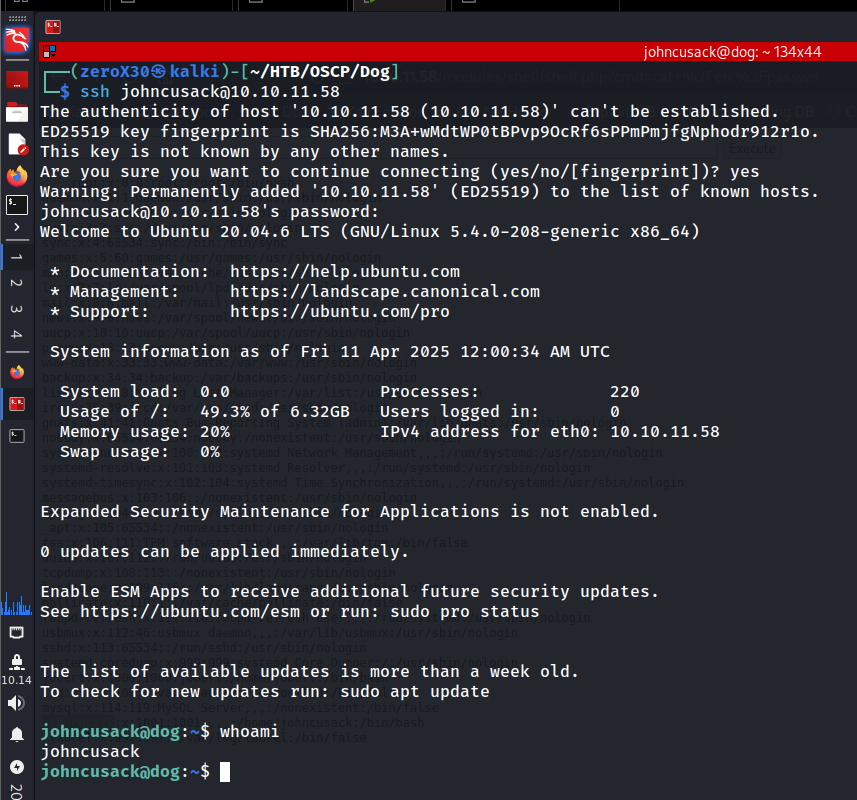 johncusack@dog: ~ 134x44
┌──(zeroX30㉿kalki)-[~/HTB/OSCP/Dog]
└─$ ssh johncusack@10.10.11.58
The authenticity of host '10.10.11.58 (10.10.11.58)' can't be established.
ED25519 key fingerprint is SHA256:M3A+wMdtWP0tBPvp9OcRf6sPPmPmjfgNphodr912r1o.
This key is not known by any other names.
Are you sure you want to continue connecting (yes/no/[fingerprint])? yes
Warning: Permanently added '10.10.11.58' (ED25519) to the list of known hosts.
johncusack@10.10.11.58's password:
Welcome to Ubuntu 20.04.6 LTS (GNU/Linux 5.4.0-208-generic x86_64)
* Documentation: https://help.ubuntu.com
* Management: https://landscape.canonical.com
* Support: https://ubuntu.com/pro
System information as of Fri 11 Apr 2025 12:00:34 AM UTC
System load: 0.0 Processes: 220
Usage of /: 49.3% of 6.32GB Users logged in: 0
Memory usage: 20% IPv4 address for eth0: 10.10.11.58
Swap usage: 0%
Expanded Security Maintenance for Applications is not enabled.
0 updates can be applied immediately.
Enable ESM Apps to receive additional future security updates.
See https://ubuntu.com/esm or run: sudo pro status
The list of available updates is more than a week old.
To check for new updates run: sudo apt update
johncusack@dog:~$ whoami
johncusack
johncusack@dog:~$
1
2
3
4
10.14
20
Execute